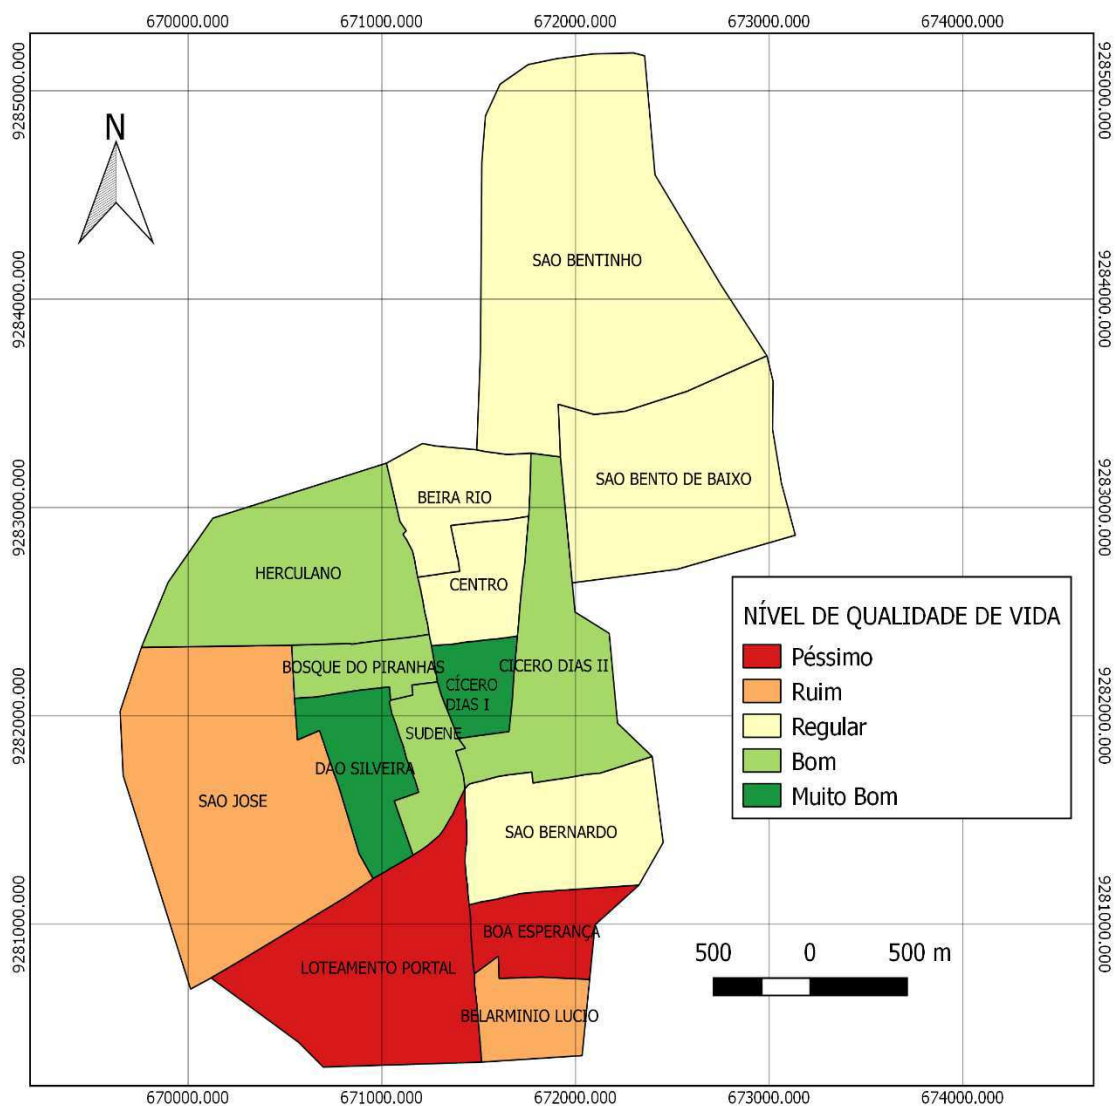 670000.000 671000.000 672000.000 673000.000 674000.000
9285000.000
9285000.000
N
SAO BENTINHO
9284000.000
9284000.000
SAO BENTO DE BAIXO
BEIRA RIO
9283000.000
9283000.000
HERCULANO
CENTRO
NÍVEL DE QUALIDADE DE VIDA
Péssimo
Ruim
Regular
Bom
Muito Bom
BOSQUE DO PIRANHAS
CICERO DIAS II
CÍCERO
DIAS I
9282000.000
9282000.000
SUDENE
DAO SILVEIRA
SAO JOSE
SAO BERNARDO
9281000.000
9281000.000
BOA ESPERANÇA
500 0 500 m
LOTEAMENTO PORTAL
BELARMINIO LUCIO
670000.000 671000.000 672000.000 673000.000 674000.000